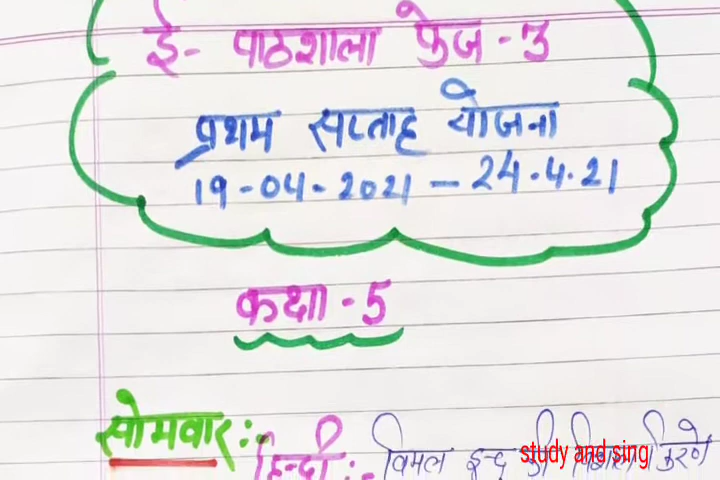 ई- पाठशाला फेज - 3
प्रथम सप्ताह योजना
19-04-2021 - 24.4.21
कक्षा - 5
सोमवार :-
हिन्दी :- विमल इन्दु की विशाल किरणें
study and sing